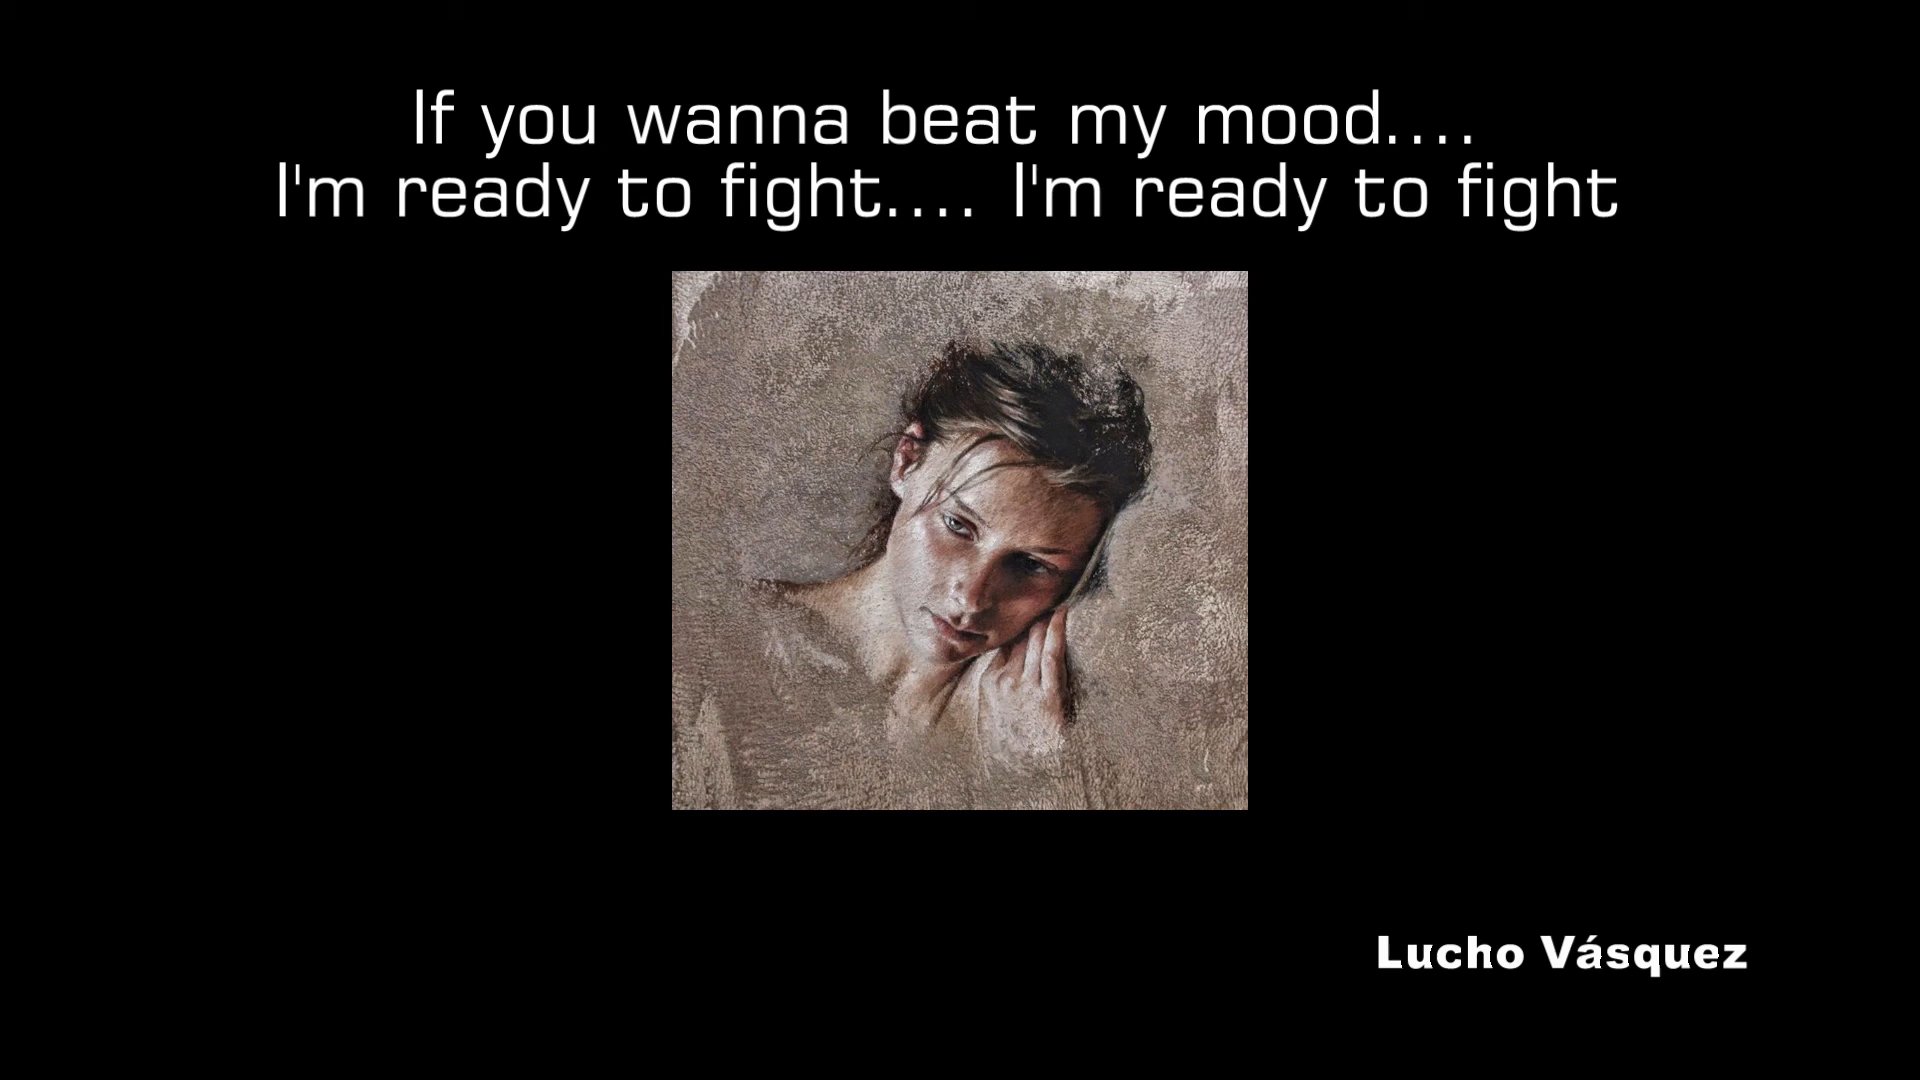 If you wanna beat my mood....
I'm ready to fight.... I'm ready to fight
Lucho Vásquez